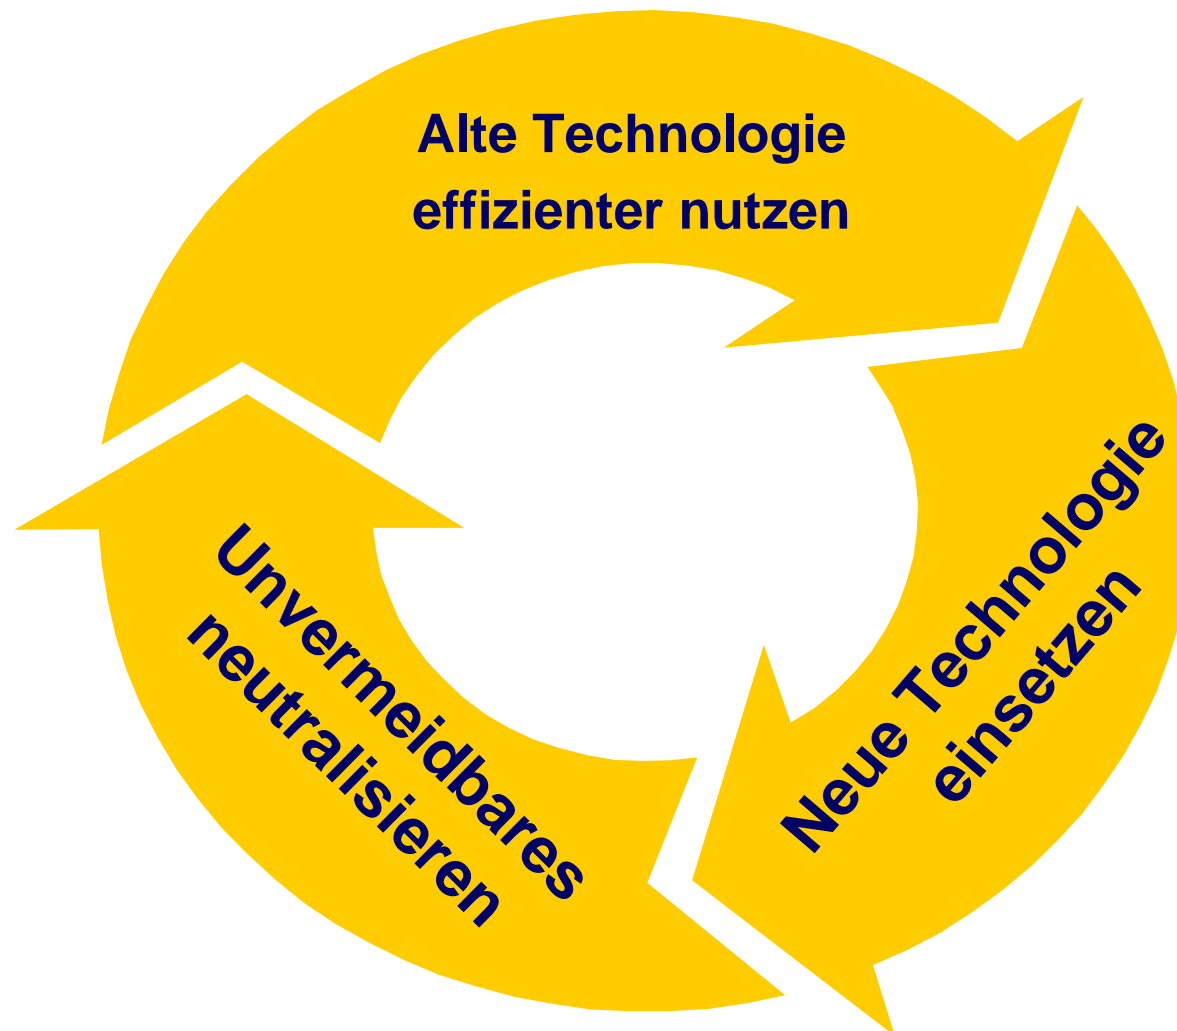 Alte Technologie
effizienter nutzen
Neue Technologie
einsetzen
Unvermeidbares
neutralisieren